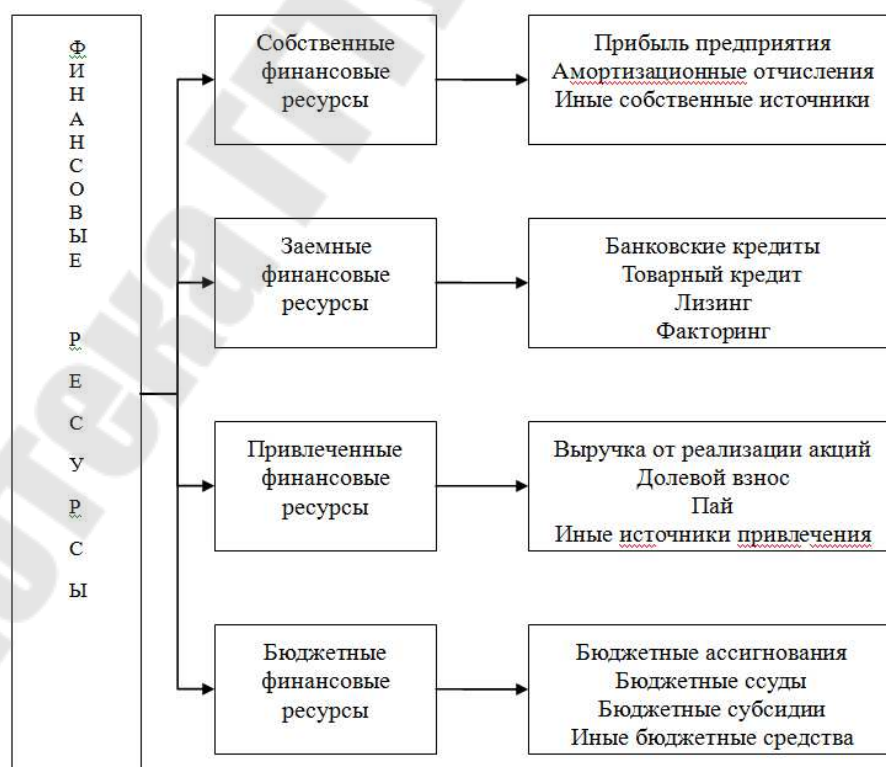 Ф
И
Н
А
Н
С
О
В
Ы
Е
Р
Е
С
У
Р
С
Ы
Собственные
финансовые
ресурсы
Прибыль предприятия
Амортизационные отчисления
Иные собственные источники
Заемные
финансовые
ресурсы
Банковские кредиты
Товарный кредит
Лизинг
Факторинг
Привлеченные
финансовые
ресурсы
Выручка от реализации акций
Долевой взнос
Пай
Иные источники привлечения
Бюджетные
финансовые
ресурсы
Бюджетные ассигнования
Бюджетные ссуды
Бюджетные субсидии
Иные бюджетные средства